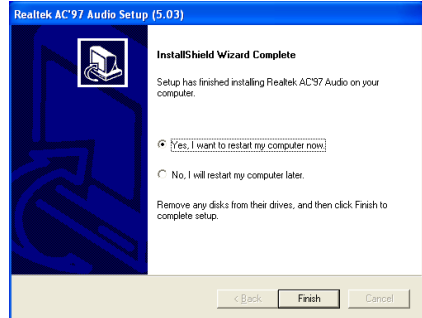 Realtek AC'97 Audio Setup (5.03)
InstallShield Wizard Complete
Setup has finished installing Realtek AC'97 Audio on your
computer.
Yes, I want to restart my computer now.
No, I will restart my computer later.
Remove any disks from their drives, and then click Finish to
complete setup.
< Back Finish Cancel